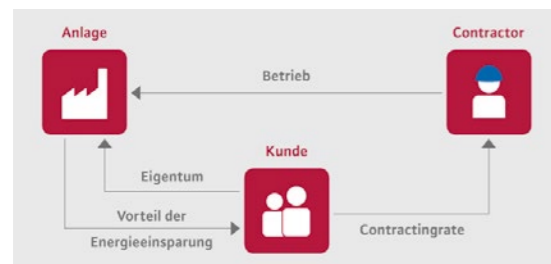 Anlage
Contractor
Betrieb
Kunde
Eigentum
Vorteil der
Energieeinsparung
Contractingrate